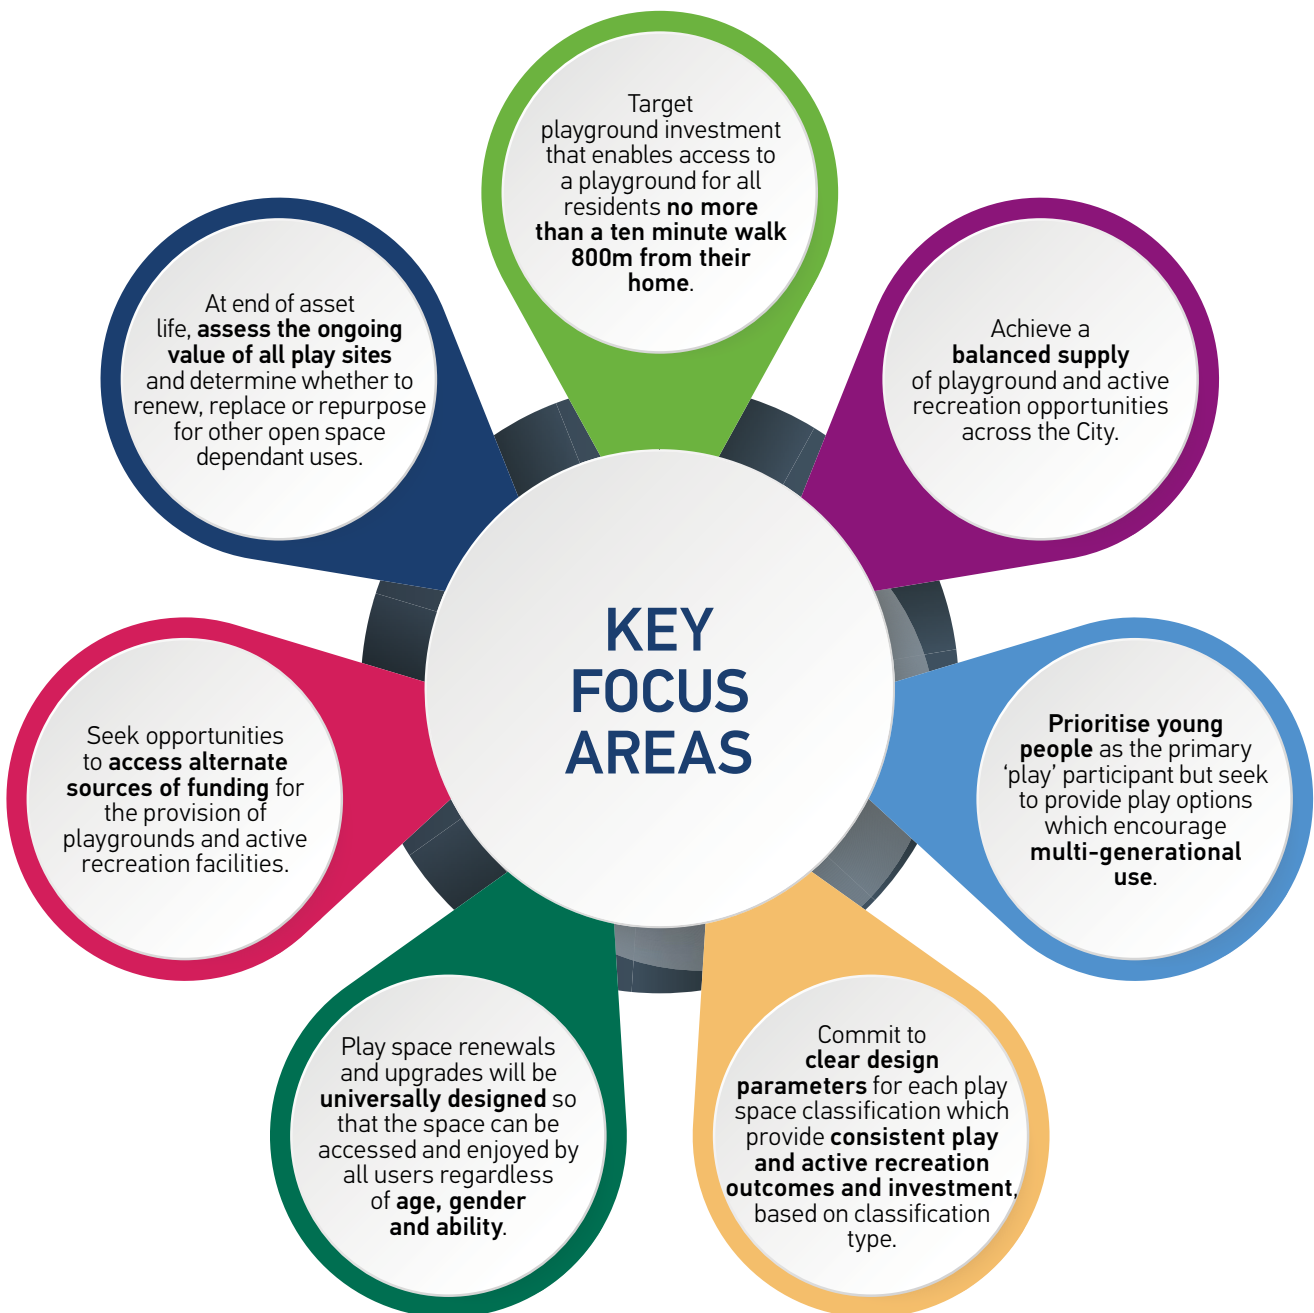 Target
playground investment
that enables access to
a playground for all
residents no more
than a ten minute walk
800m from their
home.
Achieve a
balanced supply
of playground and active
recreation opportunities
across the City.
Prioritise young
people as the primary
‘play’ participant but seek
to provide play options
which encourage
multi-generational
use.
Commit to
clear design
parameters for each play
space classification which
provide consistent play
and active recreation
outcomes and investment,
based on classification
type.
Play space renewals
and upgrades will be
universally designed so
that the space can be
accessed and enjoyed by
all users regardless
of age, gender
and ability.
Seek opportunities
to access alternate
sources of funding for
the provision of
playgrounds and active
recreation facilities.
At end of asset
life, assess the ongoing
value of all play sites
and determine whether to
renew, replace or repurpose
for other open space
dependant uses.
KEY
FOCUS
AREAS